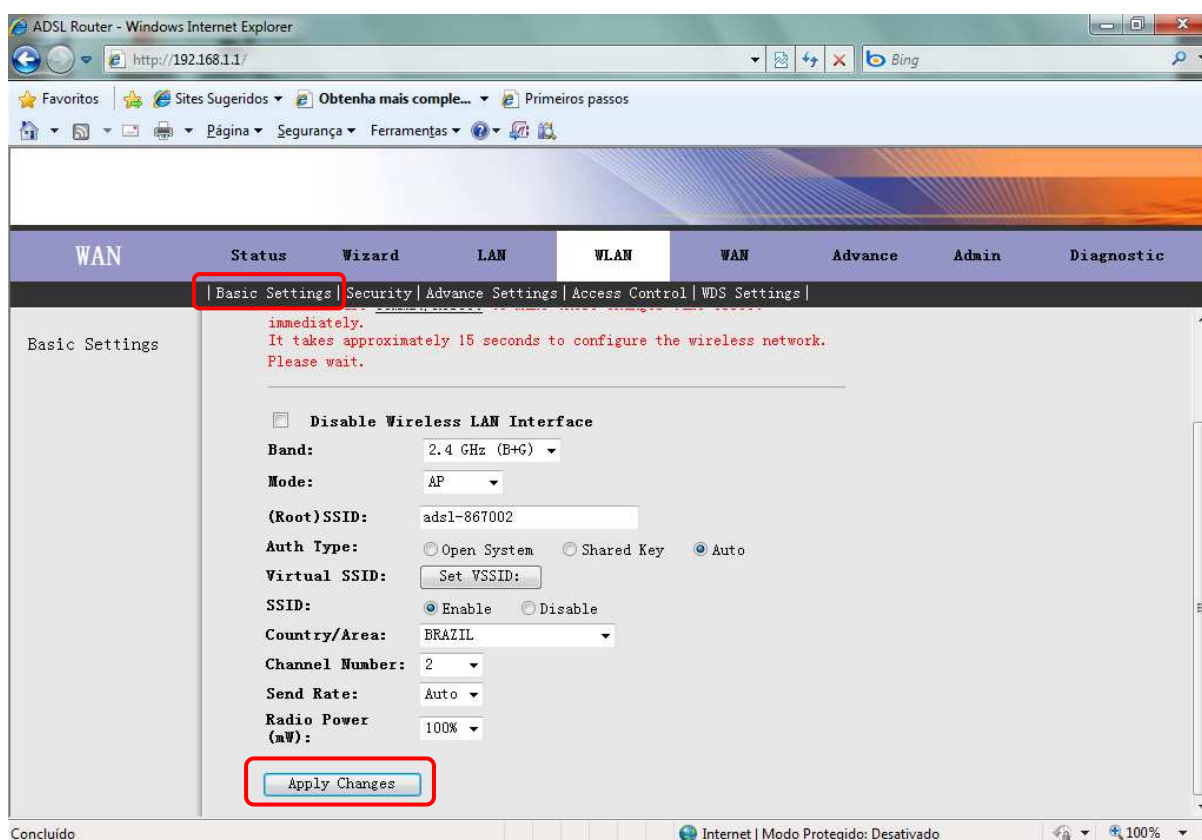 ADSL Router - Windows Internet Explorer
http://192.168.1.1/ Bing
Favoritos Sites Sugeridos Obtenha mais comple... Primeiros passos
Página Segurança Ferramentas
WAN Status Wizard LAN WLAN WAN Advance Admin Diagnostic
|Basic Settings|Security|Advance Settings|Access Control|WDS Settings|
Basic Settings
immediately.
It takes approximately 15 seconds to configure the wireless network.
Please wait.
Disable Wireless LAN Interface
Band: 2.4 GHz (B+G)
Mode: AP
(Root)SSID: adsl-867002
Auth Type: Open System Shared Key Auto
Virtual SSID: Set VSSID:
SSID: Enable Disable
Country/Area: BRAZIL
Channel Number: 2
Send Rate: Auto
Radio Power
(mW): 100%
Apply Changes
Concluído Internet | Modo Protegido: Desativado 100%